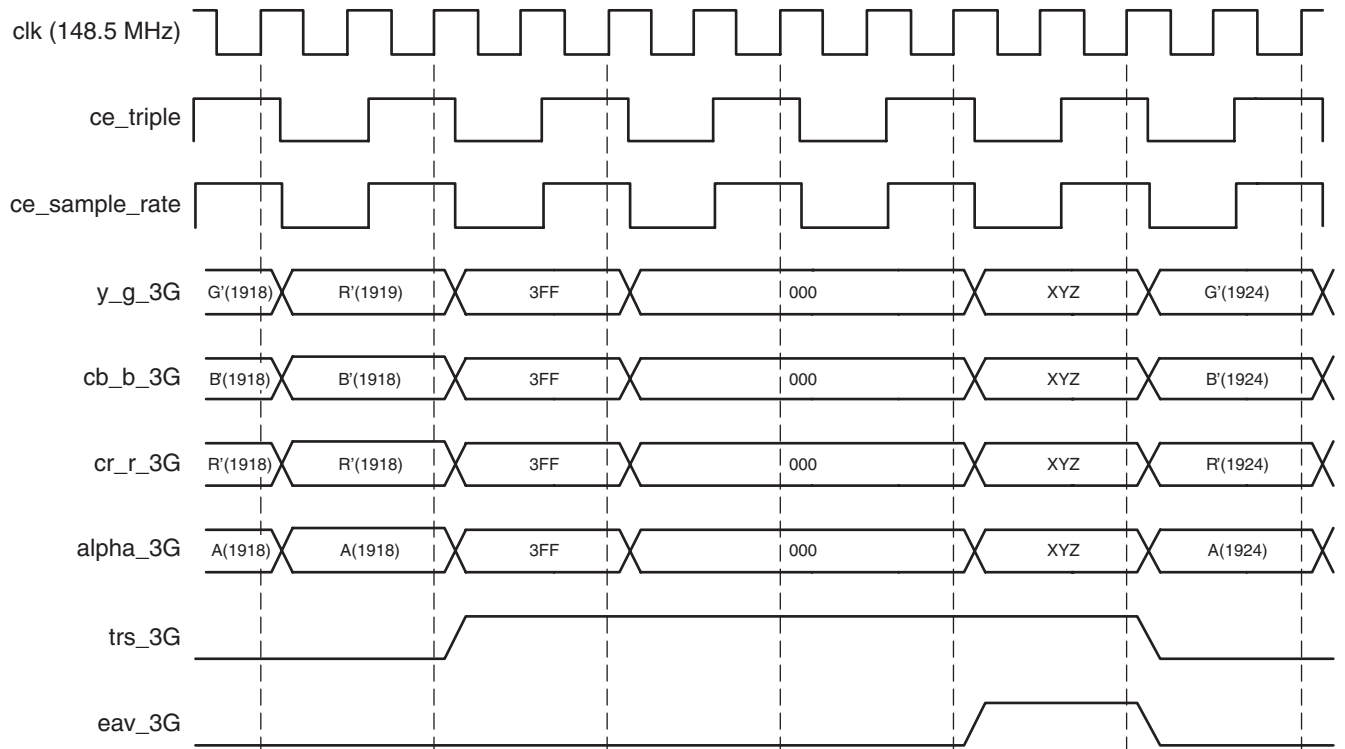 clk (148.5 MHz)
ce_triple
ce_sample_rate
y_g_3G G'(1918) R'(1919) 3FF 000 XYZ G'(1924)
cb_b_3G B'(1918) B'(1918) 3FF 000 XYZ B'(1924)
cr_r_3G R'(1918) R'(1918) 3FF 000 XYZ R'(1924)
alpha_3G A(1918) A(1918) 3FF 000 XYZ A(1924)
trs_3G
eav_3G